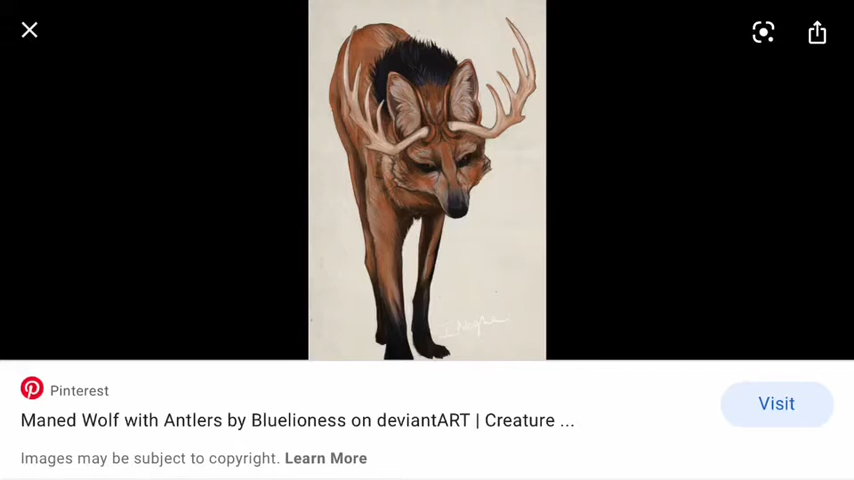 Pinterest
Maned Wolf with Antlers by Bluelioness on deviantART | Creature ...
Visit
Images may be subject to copyright. Learn More